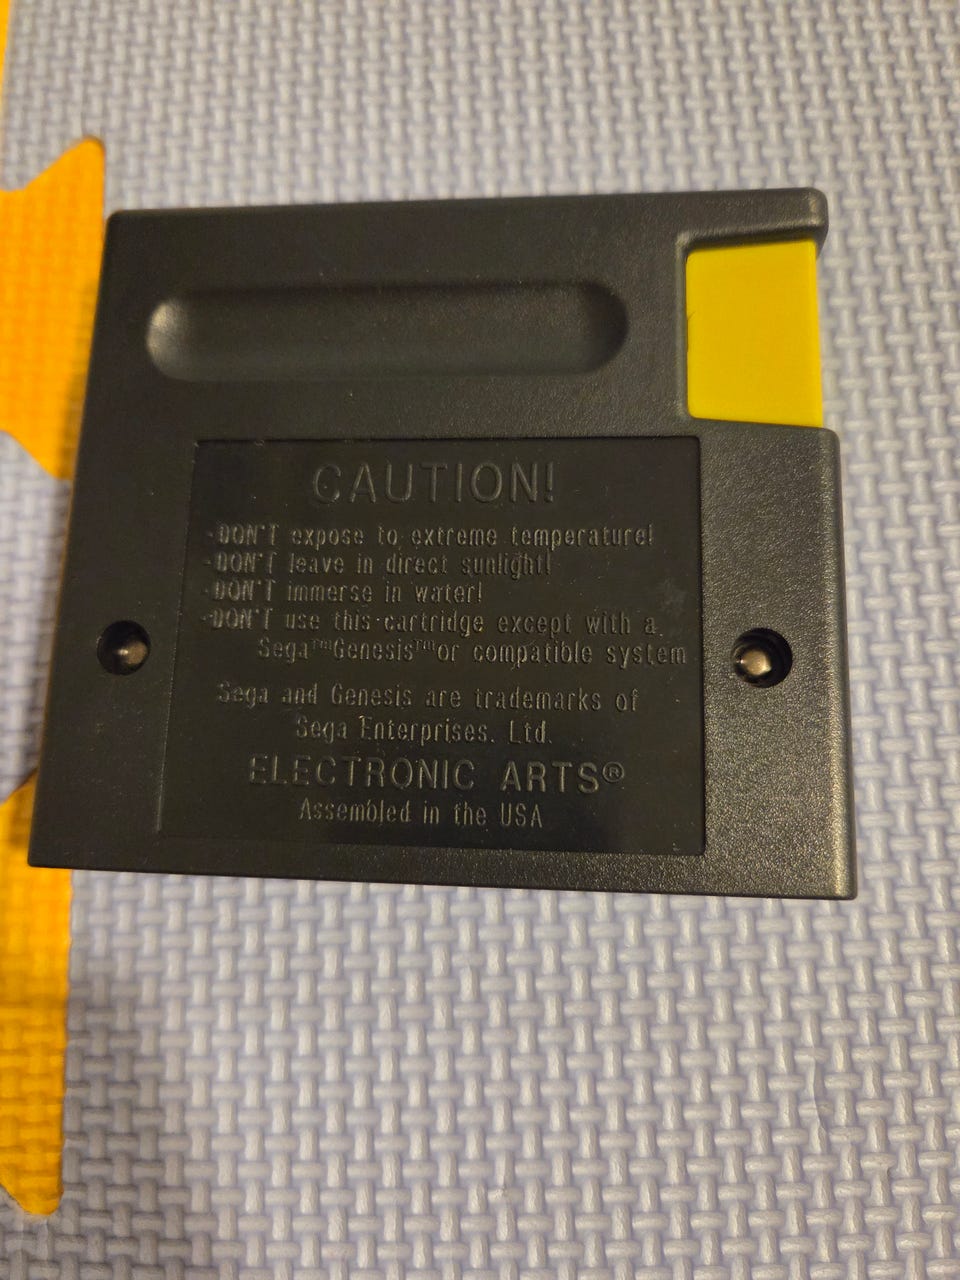 CAUTION!
-DON'T expose to extreme temperature!
-DON'T leave in direct sunlight!
-DON'T immerse in water!
-DON'T use this cartridge except with a
Sega™Genesis™or compatible system
Sega and Genesis are trademarks of
Sega Enterprises. Ltd.
ELECTRONIC ARTS®
Assembled in the USA